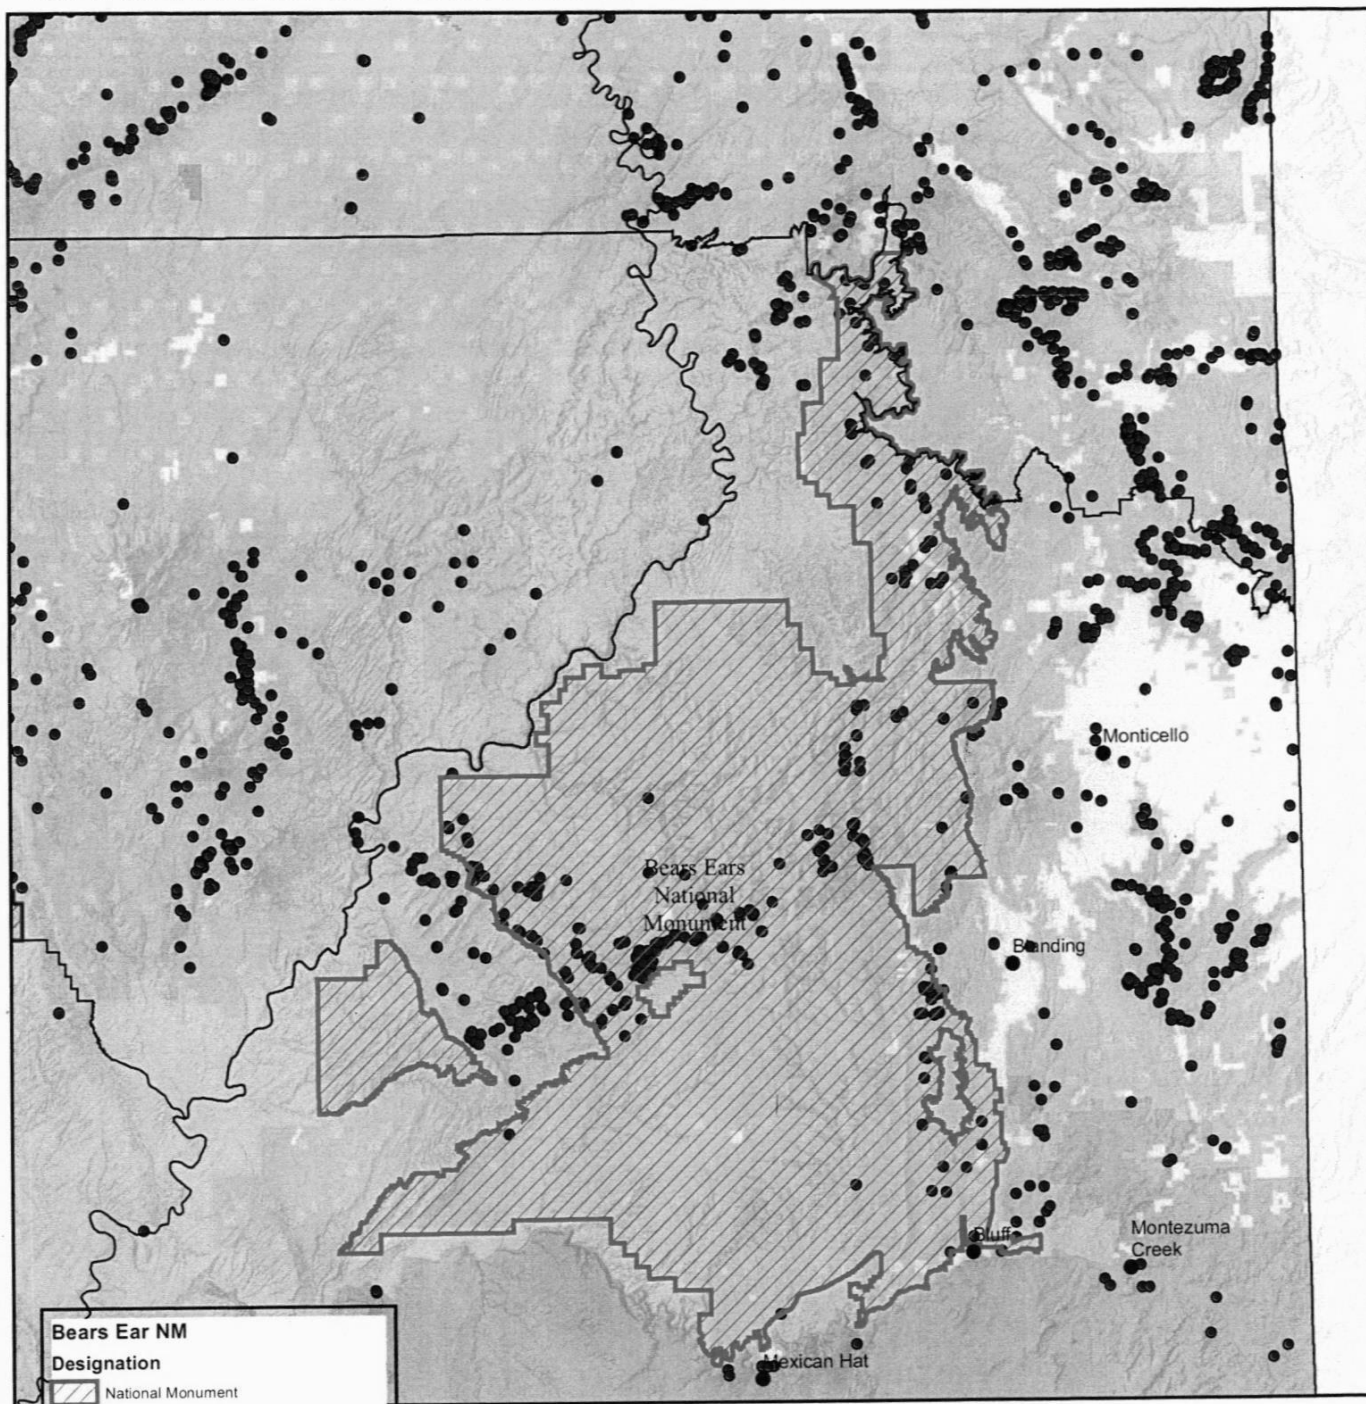 Monticello
Bears Ears
National
Monument
Blanding
Bluff
Montezuma
Creek
Mexican Hat
Bears Ear NM
Designation
National Monument